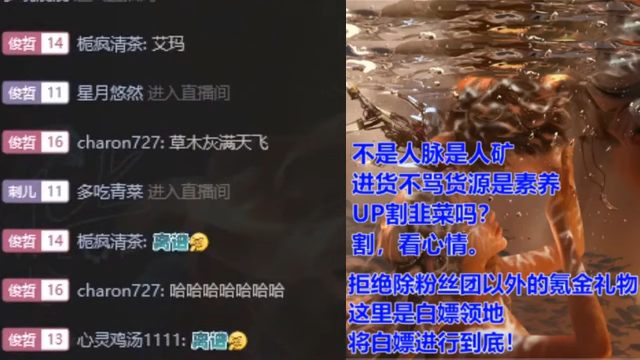 俊哲 14 栀疯清茶: 艾玛
俊哲 11 星月悠然 进入直播间
俊哲 16 charon727: 草木灰满天飞
刺儿 11 多吃青菜 进入直播间
俊哲 14 栀疯清茶: 离谱
俊哲 16 charon727: 哈哈哈哈哈哈哈
俊哲 13 心灵鸡汤1111: 离谱
不是人脉是人矿
进货不骂货源是素养
UP割韭菜吗?
割，看心情。
拒绝除粉丝团以外的氪金礼物
这里是白嫖领地
将白嫖进行到底!